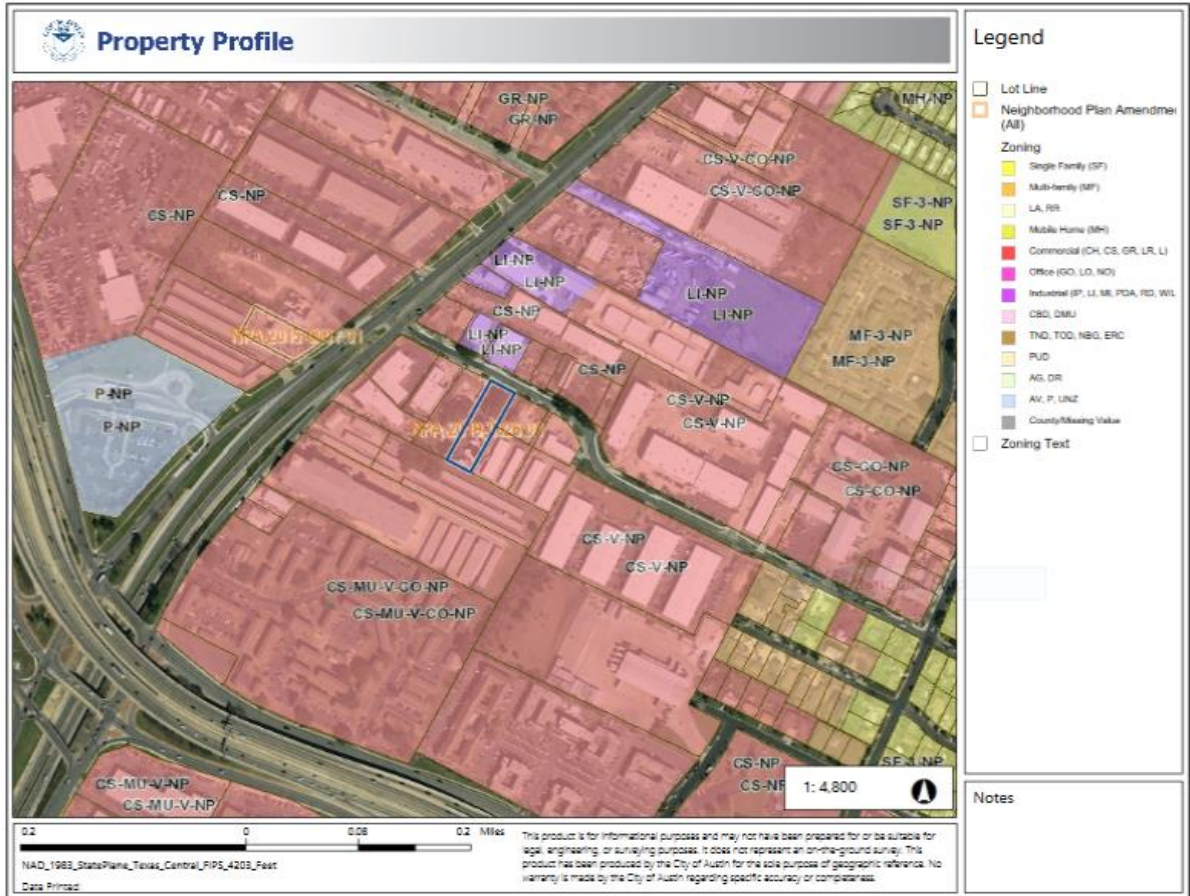 Property Profile
GR-NP
GR-NP
MH-NP
CS-V-CO-NP
CS-V-CO-NP
CS-NP
CS-NP
SF-3-NP
SF-3-NP
LI-NP
LI-NP
LI-NP
LI-NP
CS-NP
LI-NP
LI-NP
MF-3-NP
MF-3-NP
CS-NP
P-NP
P-NP
CS-V-NP
CS-V-NP
CS-CO-NP
CS-CO-NP
CS-V-NP
CS-V-NP
CS-MU-V-CO-NP
CS-MU-V-CO-NP
CS-NP
CS-NP
SF-3-NP
CS-MU-V-NP
CS-MU-V-NP
1: 4,800
Legend
Lot Line
Neighborhood Plan Amendme
(All)
Zoning
Single Family (SF)
Multi-family (MF)
LA, RR
Mobile Home (MH)
Commercial (CH, CS, GR, LR, L)
Office (GO, LO, NO)
Industrial (IP, LI, MI, PDA, RD, W/L
CBD, DMU
TND, TOD, NBG, ERC
PUD
AG, DR
AV, P, UNZ
County/Missing Value
Zoning Text
Notes
0.2 0 0.08 0.2 Miles
NAD_1983_StatePlane_Texas_Central_FIPS_4203_Feet
Date Printed:
This product is for informational purposes and may not have been prepared for or be suitable for
legal, engineering, or surveying purposes. It does not represent an on-the-ground survey. This
product has been produced by the City of Austin for the sole purpose of geographic reference. No
warranty is made by the City of Austin regarding specific accuracy or completeness.